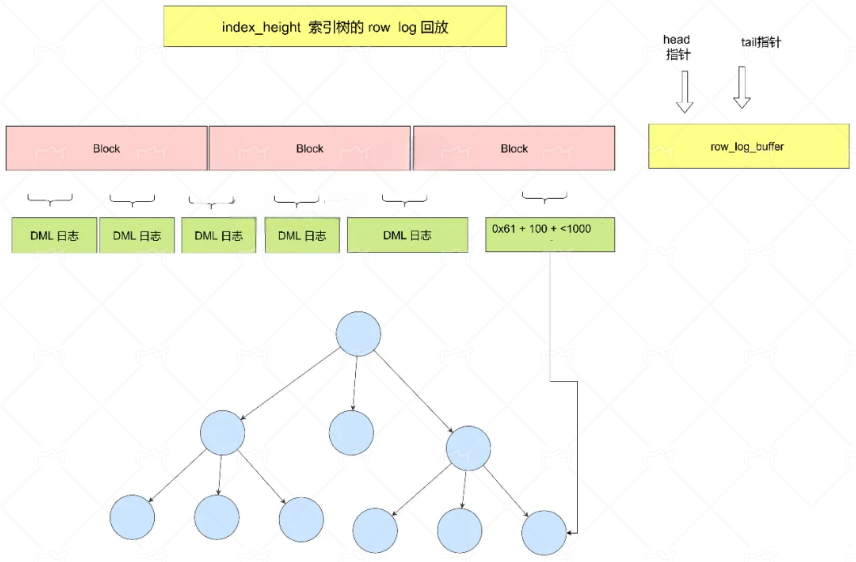 index_height 索引树的 row log 回放
head
指针
tail指针
Block
Block
Block
row_log_buffer
DML 日志
DML 日志
DML 日志
DML 日志
DML 日志
0x61 + 100 + <1000